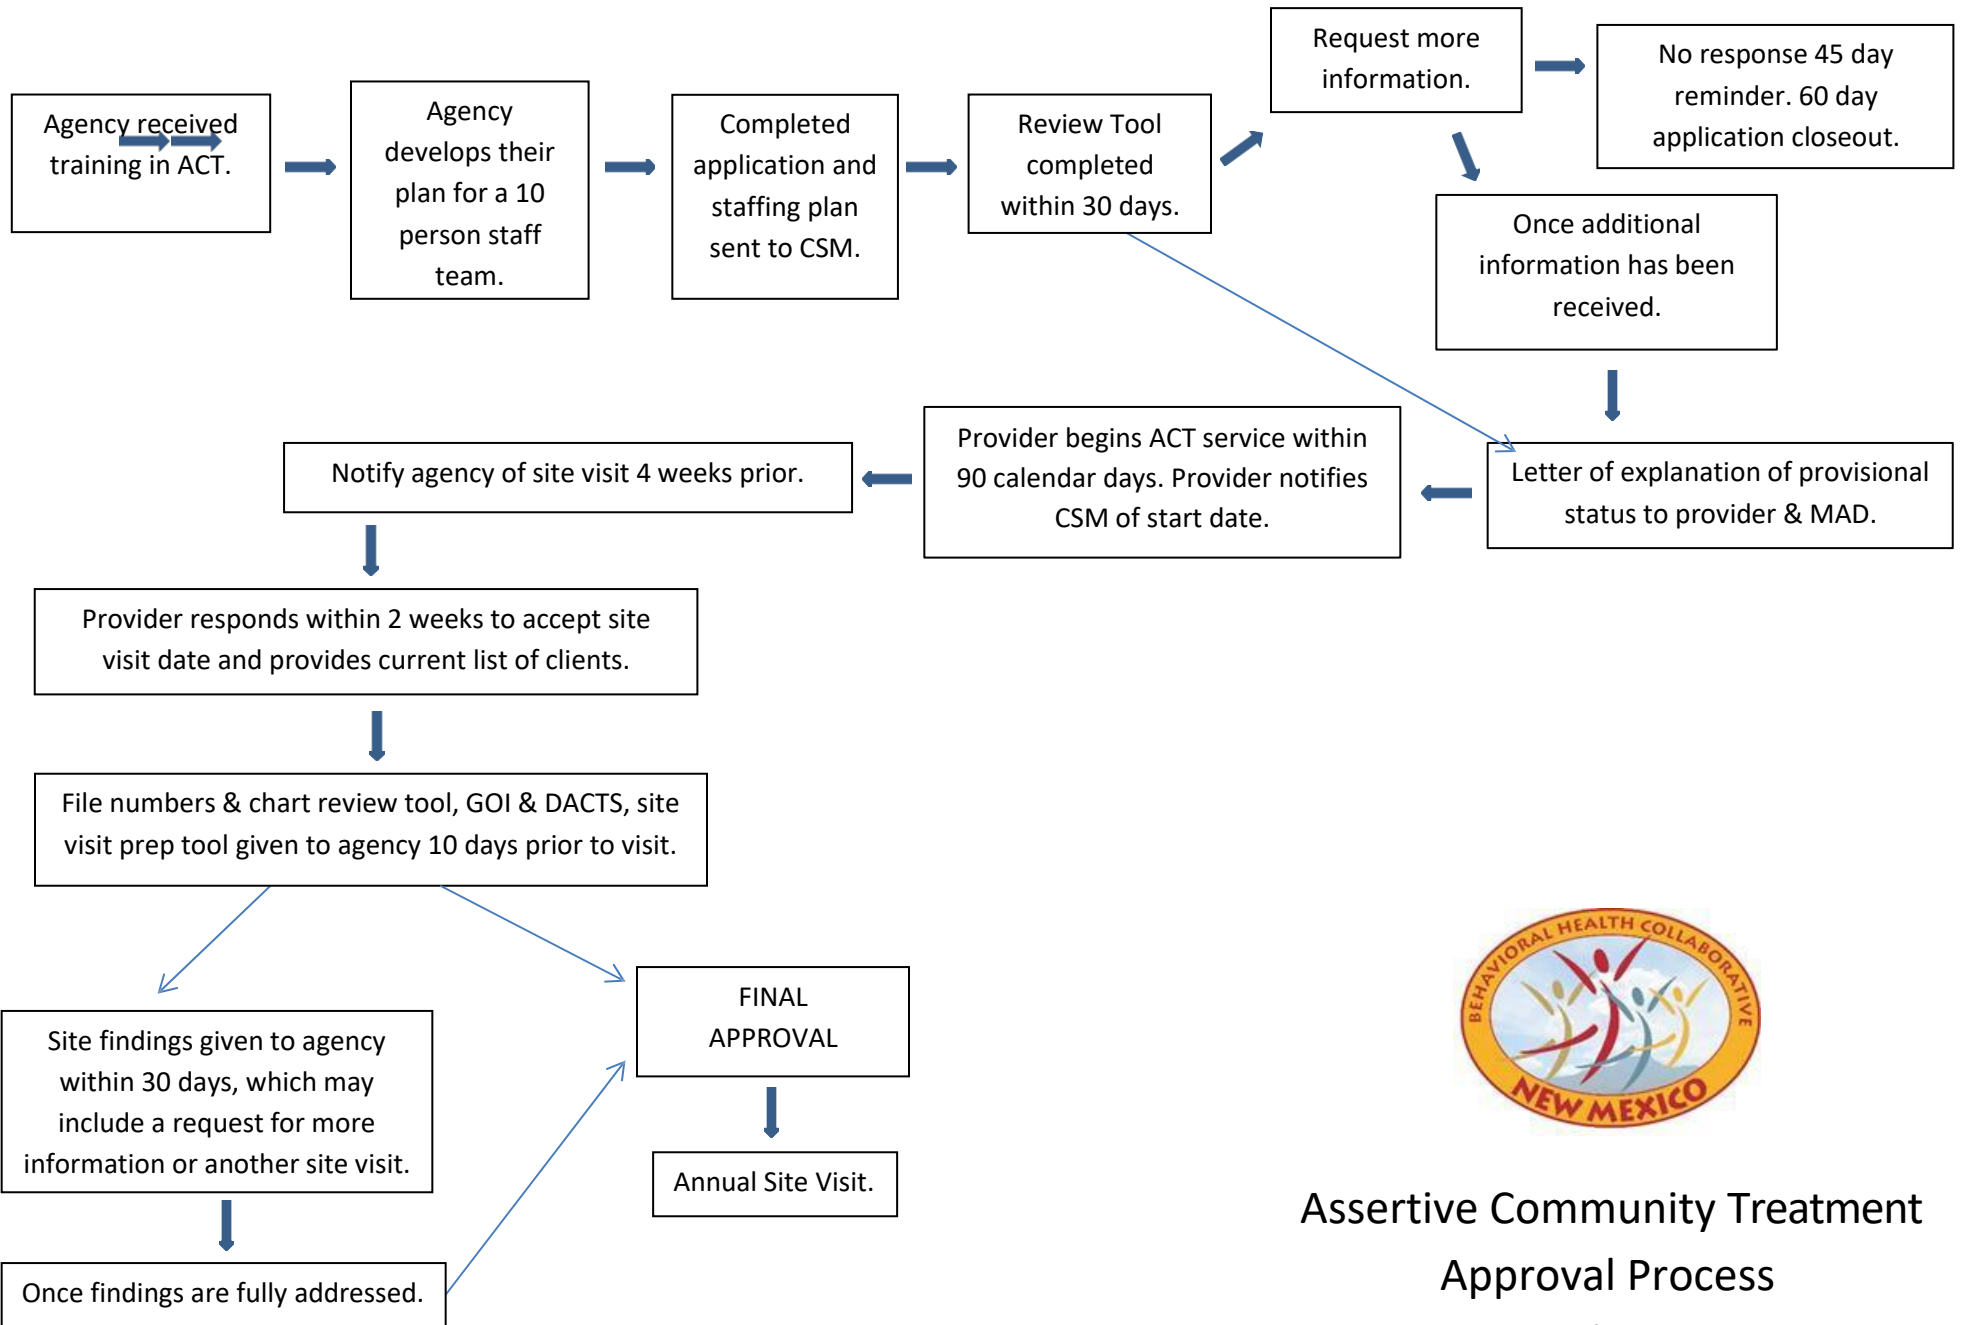 Agency received
training in ACT.
Agency
develops their
plan for a 10
person staff
team.
Completed
application and
staffing plan
sent to CSM.
Review Tool
completed
within 30 days.
Request more
information.
No response 45 day
reminder. 60 day
application closeout.
Once additional
information has been
received.
Letter of explanation of provisional
status to provider & MAD.
Provider begins ACT service within
90 calendar days. Provider notifies
CSM of start date.
Notify agency of site visit 4 weeks prior.
Provider responds within 2 weeks to accept site
visit date and provides current list of clients.
File numbers & chart review tool, GOI & DACTS, site
visit prep tool given to agency 10 days prior to visit.
Site findings given to agency
within 30 days, which may
include a request for more
information or another site visit.
Once findings are fully addressed.
FINAL
APPROVAL
Annual Site Visit.
BEHAVIORAL HEALTH COLLABORATIVE
NEW MEXICO
Assertive Community Treatment
Approval Process